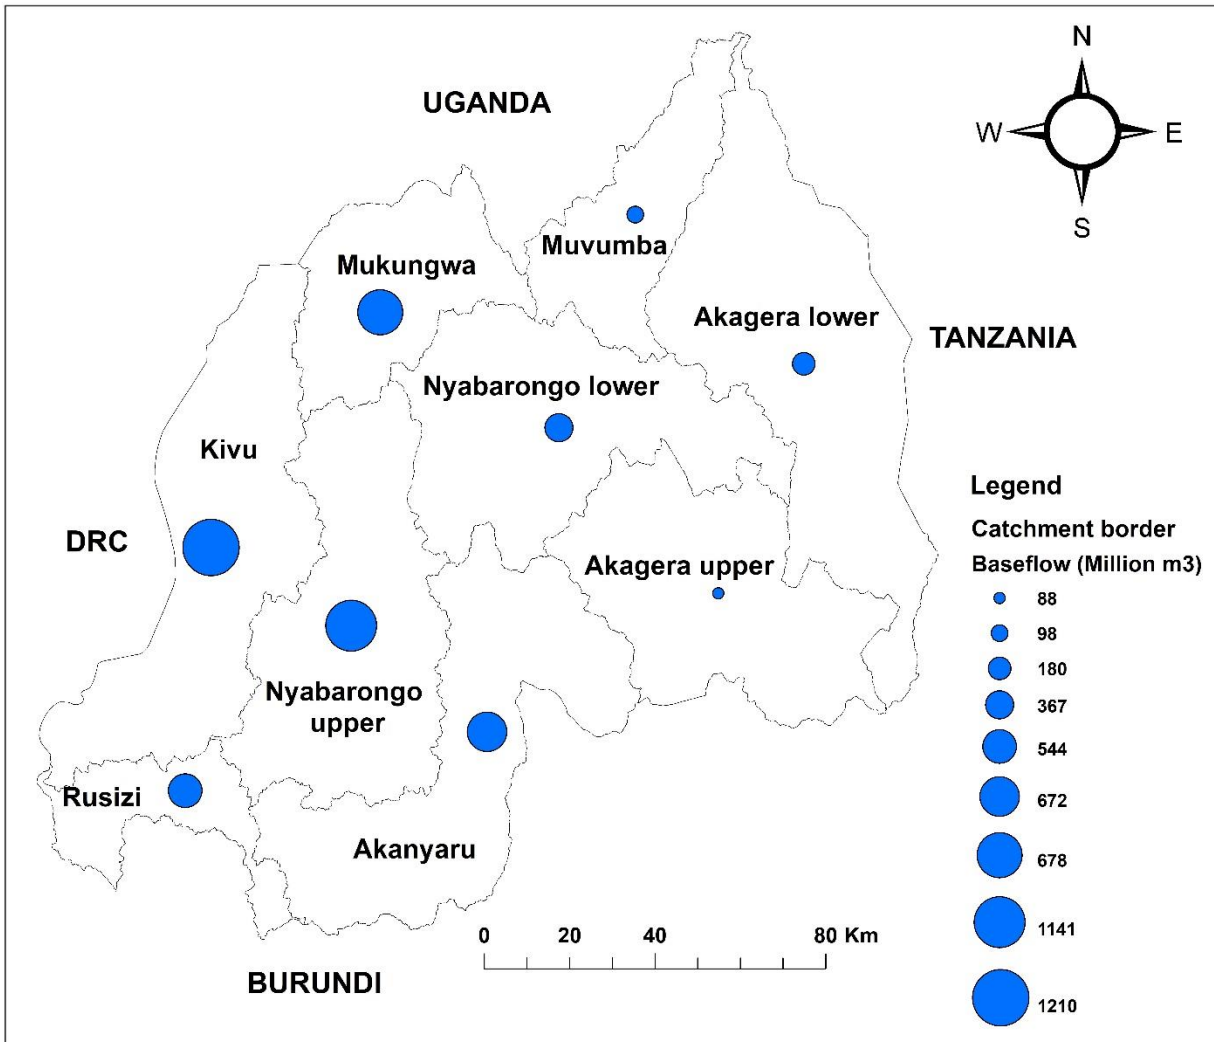 N
UGANDA
W
E
S
Muvumba
Mukungwa
Akagera lower
TANZANIA
Nyabarongo lower
Kivu
Legend
DRC
Catchment border
Akagera upper
Baseflow (Million m3)
88
98
180
367
544
672
678
1141
1210
Nyabarongo
upper
Rusizi
Akanyaru
0 20 40 80 Km
BURUNDI